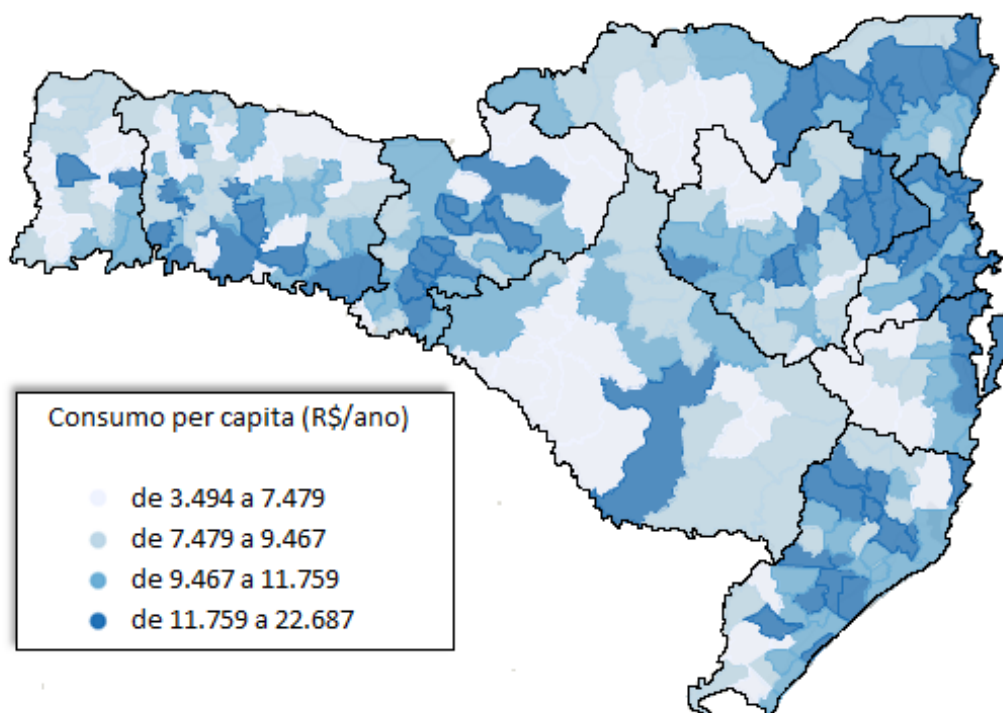 Consumo per capita (R$/ano)
de 3.494 a 7.479
de 7.479 a 9.467
de 9.467 a 11.759
de 11.759 a 22.687